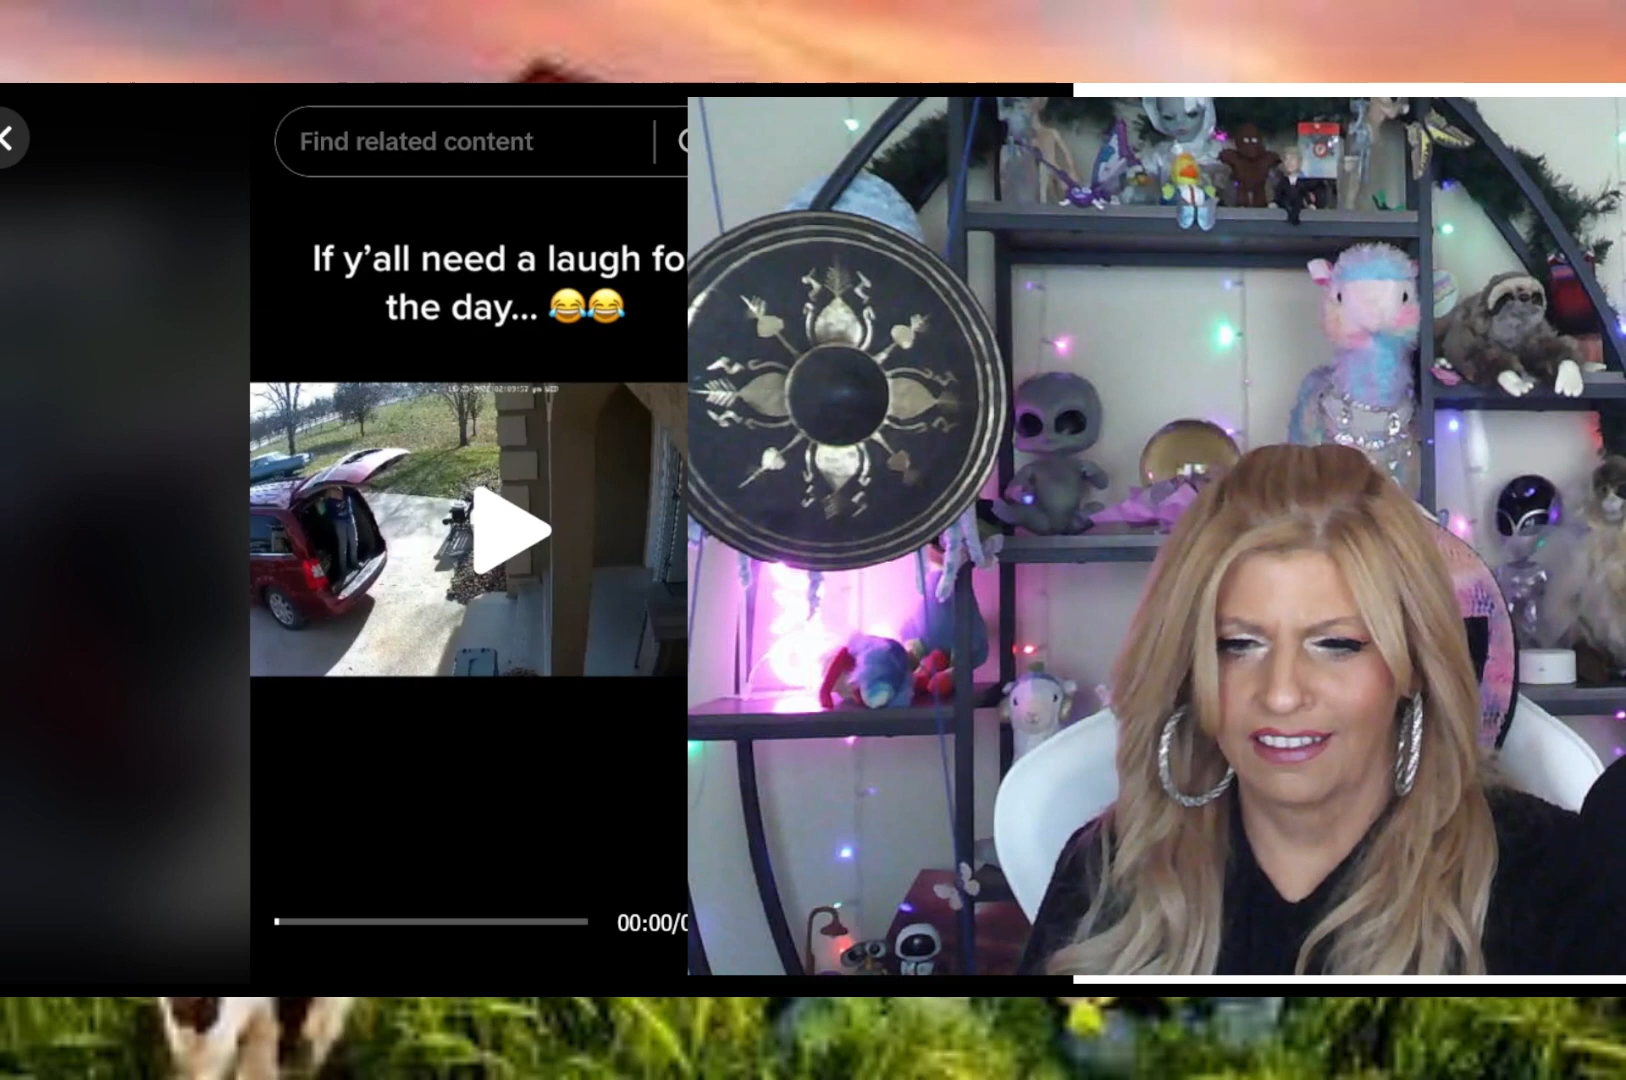 Find related content
If y'all need a laugh fo
the day... 😂😂
00:00/0